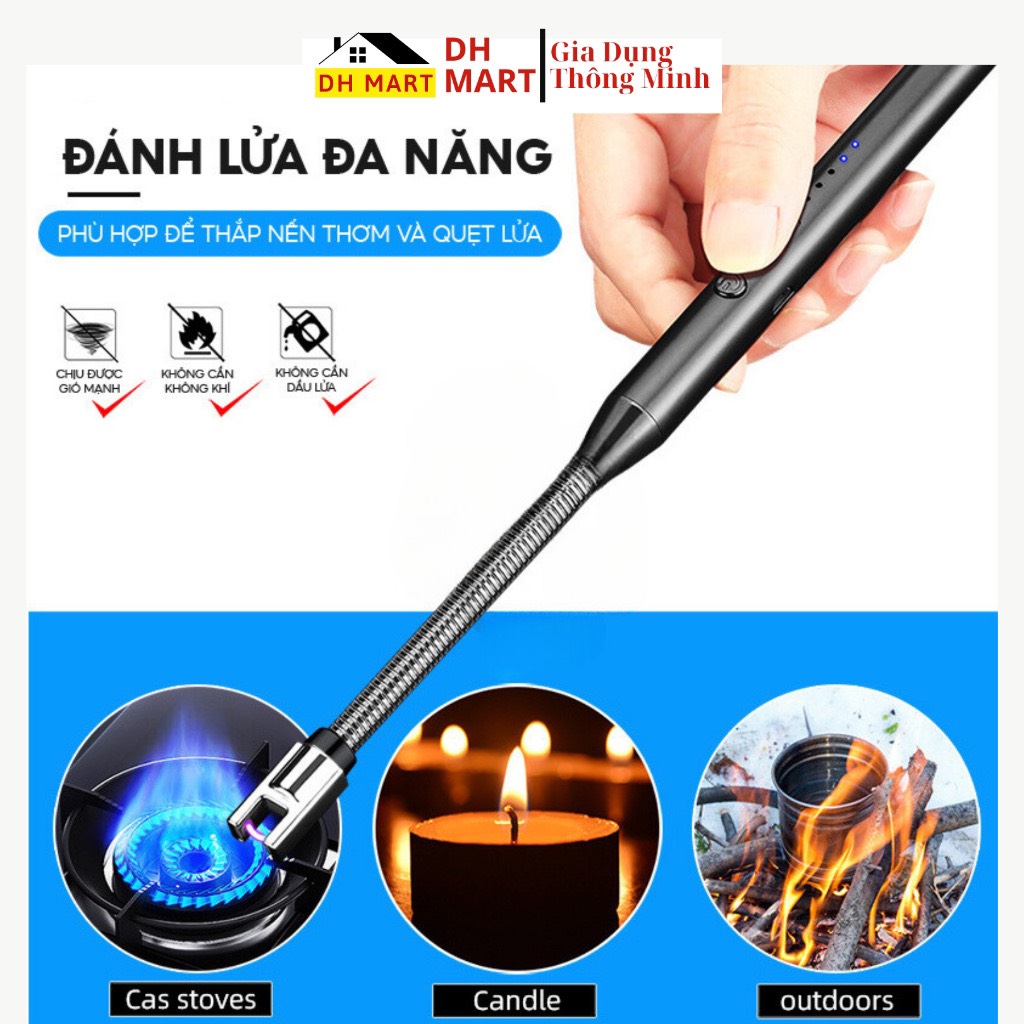 DH MART
DH
MART
Gia Dụng
Thông Minh
ĐÁNH LỬA ĐA NĂNG
PHÙ HỢP ĐỂ THẮP NẾN THƠM VÀ QUẸT LỬA
CHỊU ĐƯỢC
GIÓ MẠNH
KHÔNG CẦN
KHÔNG KHÍ
KHÔNG CẦN
DẦU LỬA
Cas stoves
Candle
outdoors